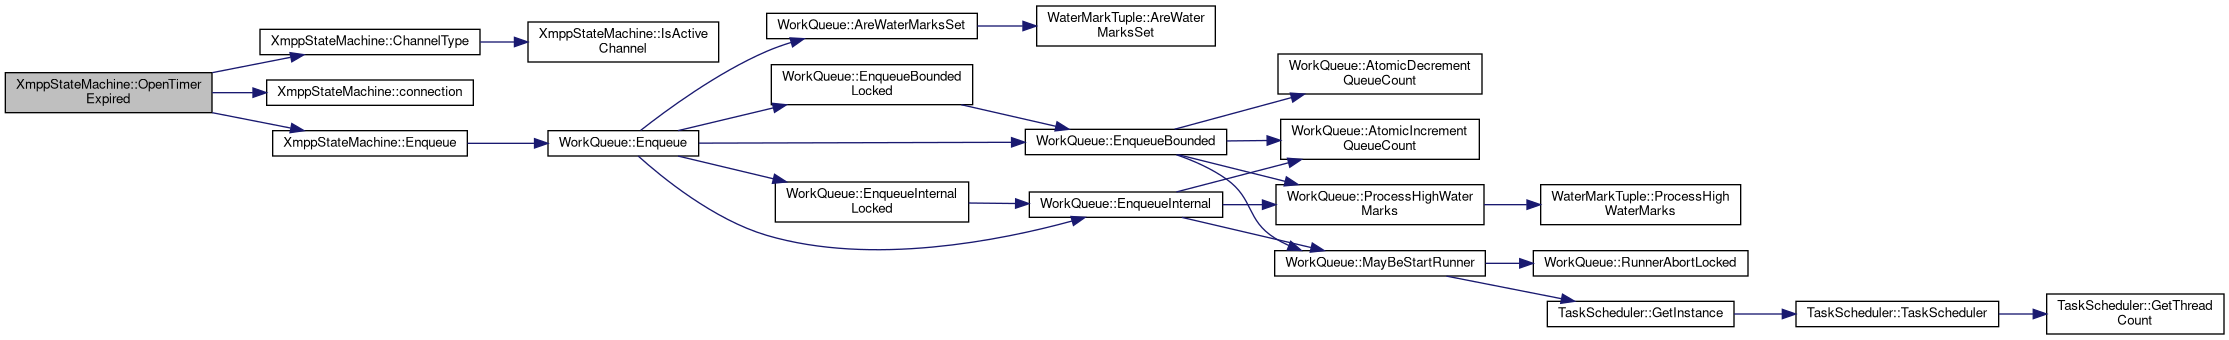 XmppStateMachine::OpenTimer
Expired
XmppStateMachine::ChannelType
XmppStateMachine::IsActive
Channel
XmppStateMachine::connection
XmppStateMachine::Enqueue
WorkQueue::Enqueue
WorkQueue::AreWaterMarksSet
WaterMarkTuple::AreWater
MarksSet
WorkQueue::EnqueueBounded
Locked
WorkQueue::EnqueueBounded
WorkQueue::AtomicDecrement
QueueCount
WorkQueue::AtomicIncrement
QueueCount
WorkQueue::EnqueueInternal
Locked
WorkQueue::EnqueueInternal
WorkQueue::ProcessHighWater
Marks
WaterMarkTuple::ProcessHigh
WaterMarks
WorkQueue::MayBeStartRunner
WorkQueue::RunnerAbortLocked
TaskScheduler::GetInstance
TaskScheduler::TaskScheduler
TaskScheduler::GetThread
Count